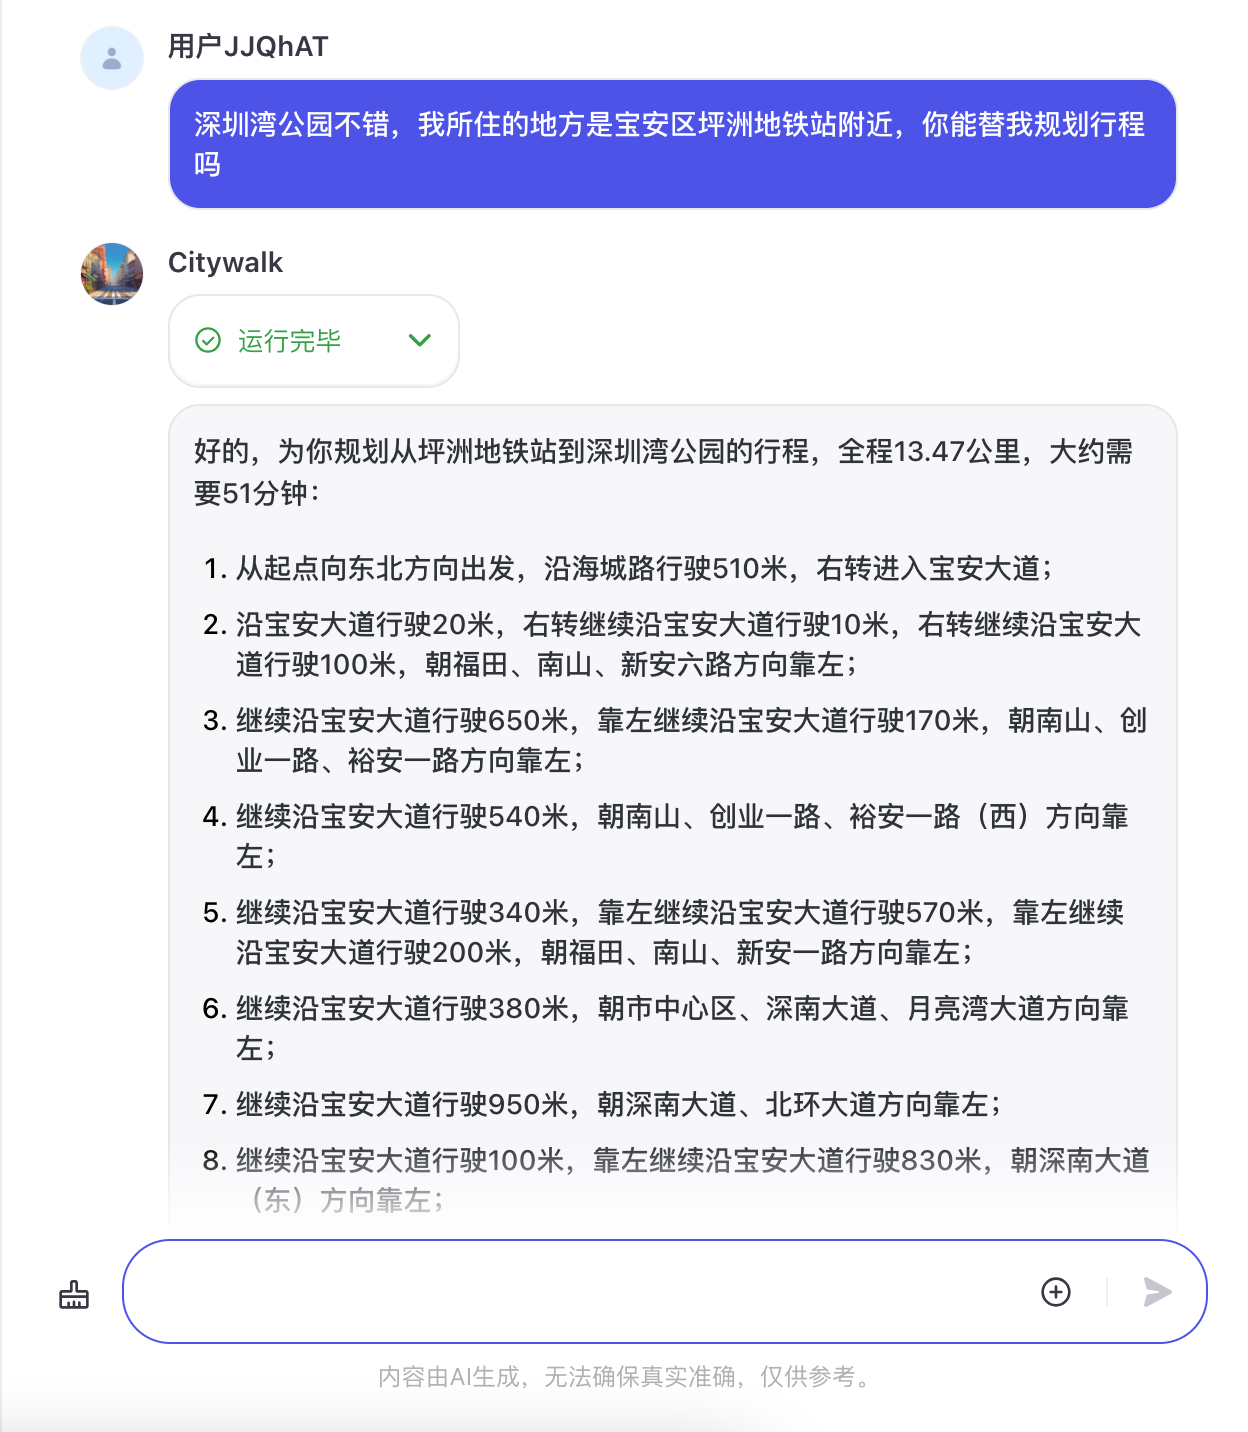 用户JJQhAT
深圳湾公园不错，我所住的地方是宝安区坪洲地铁站附近，你能替我规划行程
吗
Citywalk
运行完毕
好的，为你规划从坪洲地铁站到深圳湾公园的行程，全程13.47公里，大约需
要51分钟：
1. 从起点向东北方向出发，沿海城路行驶510米，右转进入宝安大道；
2. 沿宝安大道行驶20米，右转继续沿宝安大道行驶10米，右转继续沿宝安大
道行驶100米，朝福田、南山、新安六路方向靠左；
3. 继续沿宝安大道行驶650米，靠左继续沿宝安大道行驶170米，朝南山、创
业一路、裕安一路方向靠左；
4. 继续沿宝安大道行驶540米，朝南山、创业一路、裕安一路（西）方向靠
左；
5. 继续沿宝安大道行驶340米，靠左继续沿宝安大道行驶570米，靠左继续
沿宝安大道行驶200米，朝福田、南山、新安一路方向靠左；
6. 继续沿宝安大道行驶380米，朝市中心区、深南大道、月亮湾大道方向靠
左；
7. 继续沿宝安大道行驶950米，朝深南大道、北环大道方向靠左；
8. 继续沿宝安大道行驶100米，靠左继续沿宝安大道行驶830米，朝深南大道
（东）方向靠左；
内容由AI生成，无法确保真实准确，仅供参考。